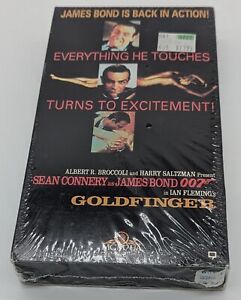 JAMES BOND IS BACK IN ACTION!
EVERYTHING HE TOUCHES
TURNS TO EXCITEMENT!
ALBERT R. BROCCOLI and HARRY SALTZMAN Present
SEAN CONNERY AS JAMES BOND 007
in IAN FLEMING'S
GOLDFINGER